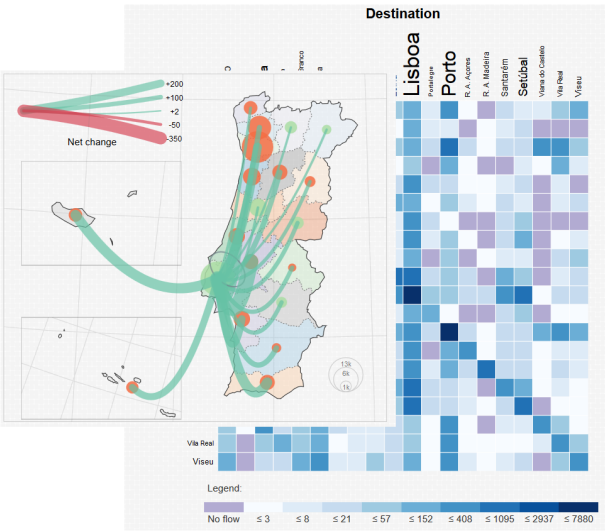 Destination
Branco
Lisboa
Portalegre
Porto
R. A. Açores
R. A. Madeira
Santarém
Setúbal
Viana do Castelo
Vila Real
Viseu
+200
+100
+2
-50
-350
Net change
13k
6k
1k
Vila Real
Viseu
Legend:
No flow ≤ 3 ≤ 8 ≤ 21 ≤ 57 ≤ 152 ≤ 408 ≤ 1095 ≤ 2937 ≤ 7880